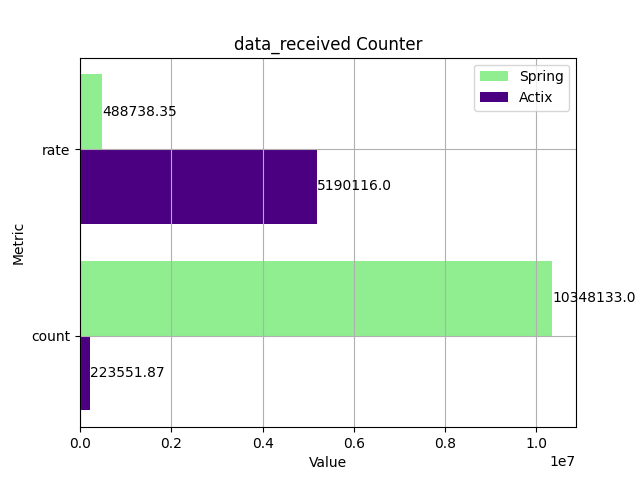 data_received Counter
Spring
Actix
488738.35
rate
5190116.0
Metric
10348133.0
count
223551.87
0.0 0.2 0.4 0.6 0.8 1.0
Value
1e7